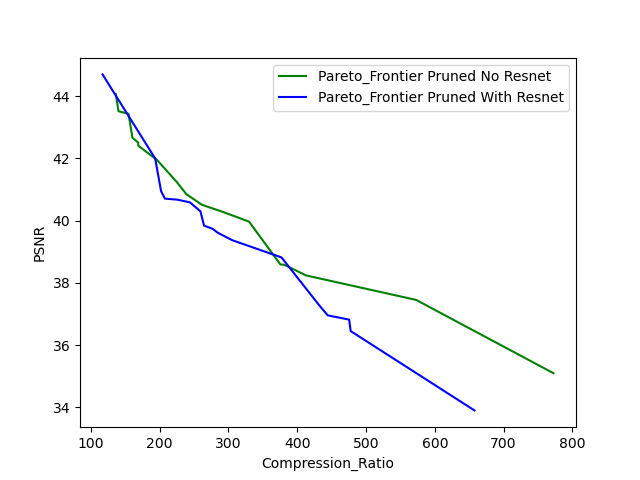 Pareto_Frontier Pruned No Resnet
Pareto_Frontier Pruned With Resnet
PSNR
44
42
40
38
36
34
100 200 300 400 500 600 700 800
Compression_Ratio